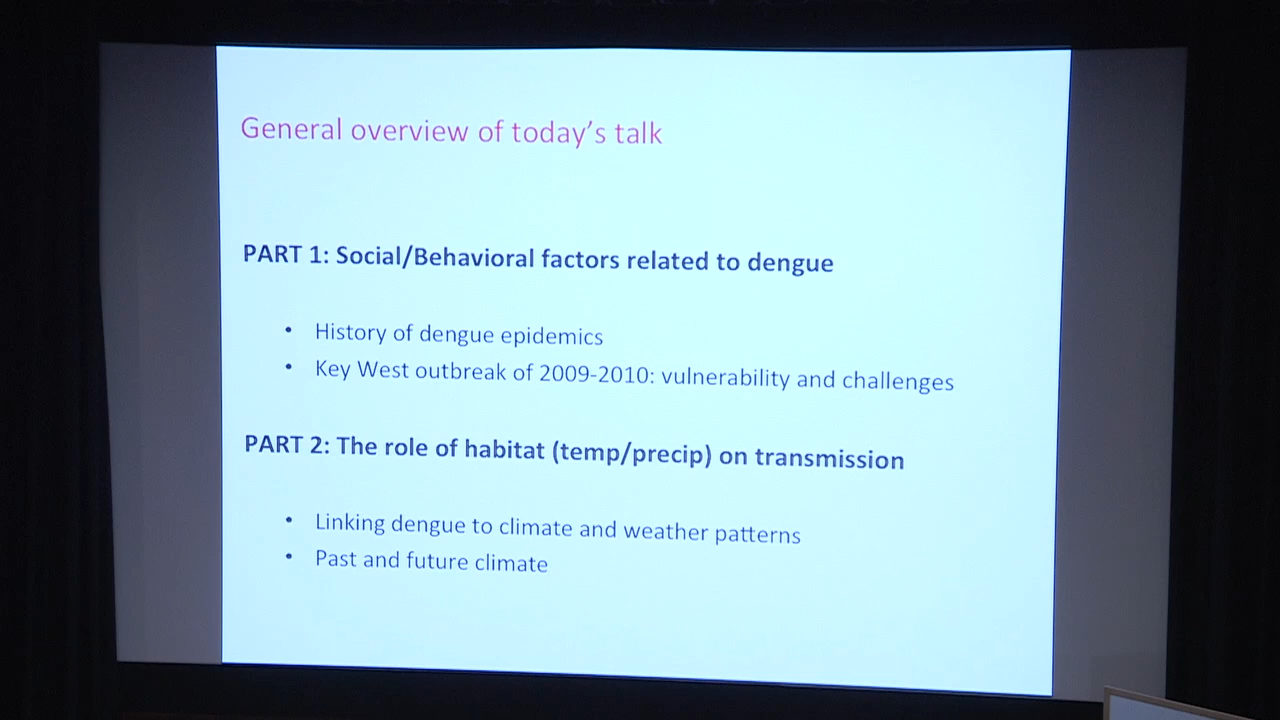 General overview of today's talk
PART 1: Social/Behavioral factors related to dengue
• History of dengue epidemics
• Key West outbreak of 2009-2010: vulnerability and challenges
PART 2: The role of habitat (temp/precip) on transmission
• Linking dengue to climate and weather patterns
• Past and future climate